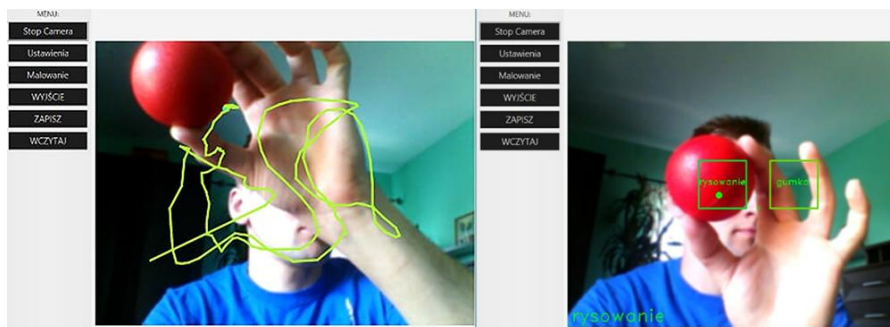 MENU:
Stop Camera
Ustawienia
Malowanie
WYJŚCIE
ZAPISZ
WCZYTAJ
MENU:
Stop Camera
Ustawienia
Malowanie
WYJŚCIE
ZAPISZ
WCZYTAJ
rysowanie
gumka
rysowanie